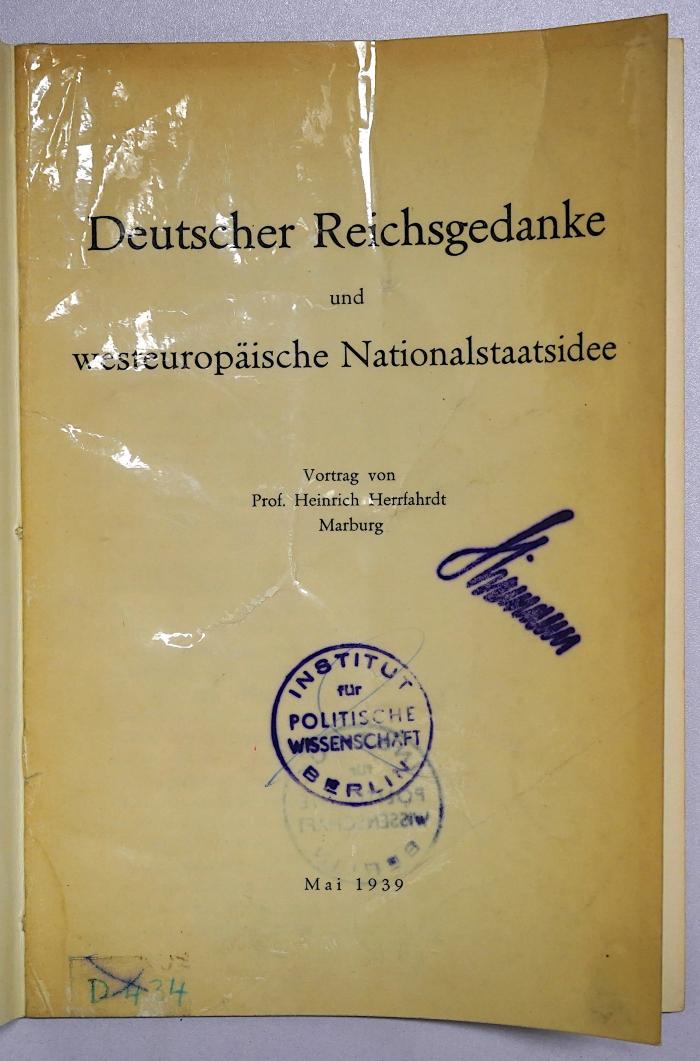 Deutscher Reichsgedanke
und
westeuropäische Nationalstaatsidee
Vortrag von
Prof. Heinrich Herrfahrdt
Marburg
INSTITUT
für
POLITISCHE
WISSENSCHAFT
BERLIN
Mai 1939
D 434